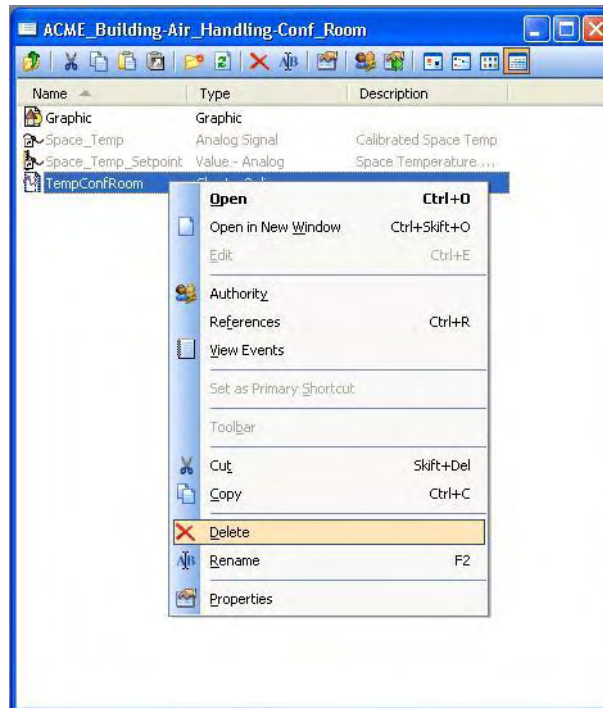 ACME_Building-Air_Handling-Conf_Room
Name Type Description
Graphic Graphic
Space_Temp Analog Signal Calibrated Space Temp
Space_Temp_Setpoint Value - Analog Space Temperature ...
TempConfRoom
Open Ctrl+O
Open in New Window Ctrl+Skift+O
Edit Ctrl+E
Authority
References Ctrl+R
View Events
Set as Primary Shortcut
Toolbar
Cut Skift+Del
Copy Ctrl+C
Delete
Rename F2
Properties